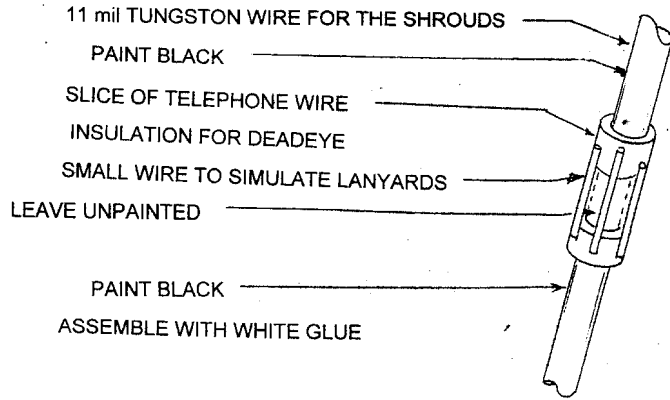 11 mil TUNGSTON WIRE FOR THE SHROUDS
PAINT BLACK
SLICE OF TELEPHONE WIRE
INSULATION FOR DEADEYE
SMALL WIRE TO SIMULATE LANYARDS
LEAVE UNPAINTED
PAINT BLACK
ASSEMBLE WITH WHITE GLUE